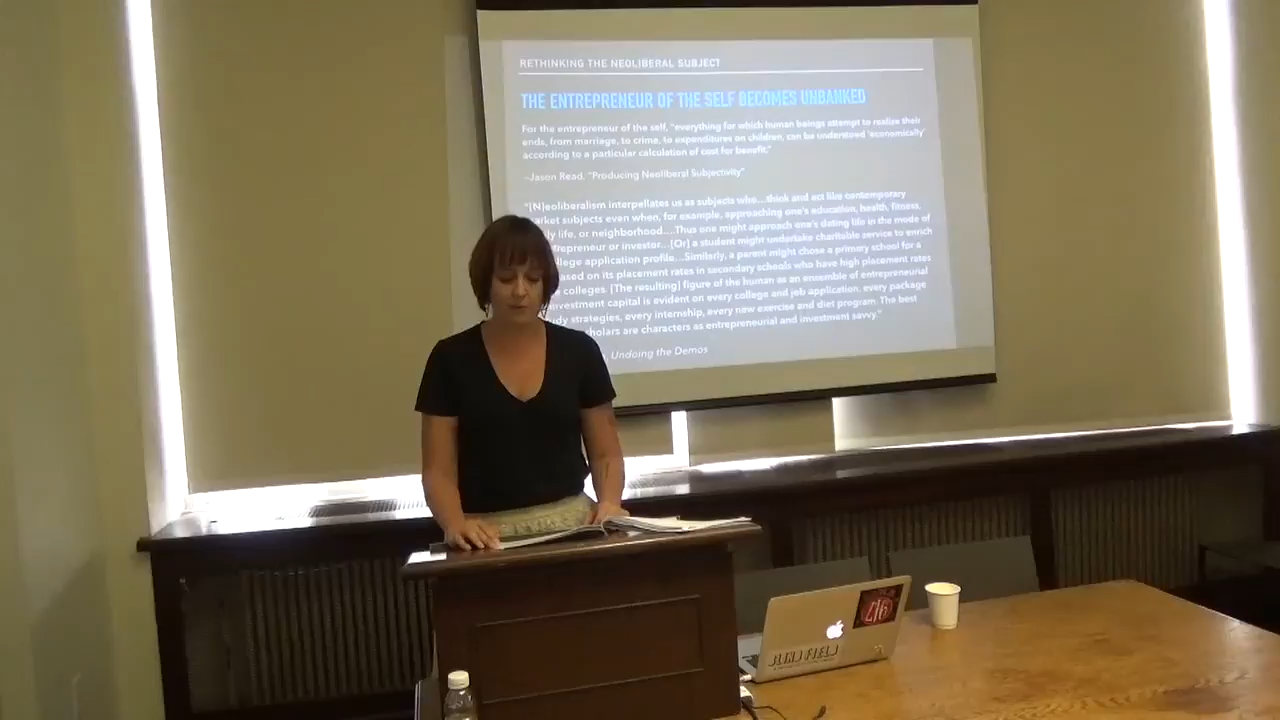 RETHINKING THE NEOLIBERAL SUBJECT
THE ENTREPRENEUR OF THE SELF BECOMES UNBANKED
For the entrepreneur of the self, "everything for which human beings attempt to realize their
ends, from marriage, to crime, to expenditures on children, can be understood 'economically'
according to a particular calculation of cost for benefit."
–Jason Read, "Producing Neoliberal Subjectivity"
"[N]eoliberalism interpellates us as subjects who…think and act like contemporary
market subjects even when, for example, approaching one's education, health, fitness,
life, or neighborhood….Thus one might approach one's dating life in the mode of
or investor…[Or] a student might undertake charitable service to enrich
application profile…Similarly, a parent might chose a primary school for a
based on its placement rates in secondary schools who have high placement rates
colleges. [The resulting] figure of the human as an ensemble of entrepreneurial
investment capital is evident on every college and job application, every package
strategies, every internship, every new exercise and diet program. The best
scholars are characters as entrepreneurial and investment savvy."
, Undoing the Demos
BLIND FIELD